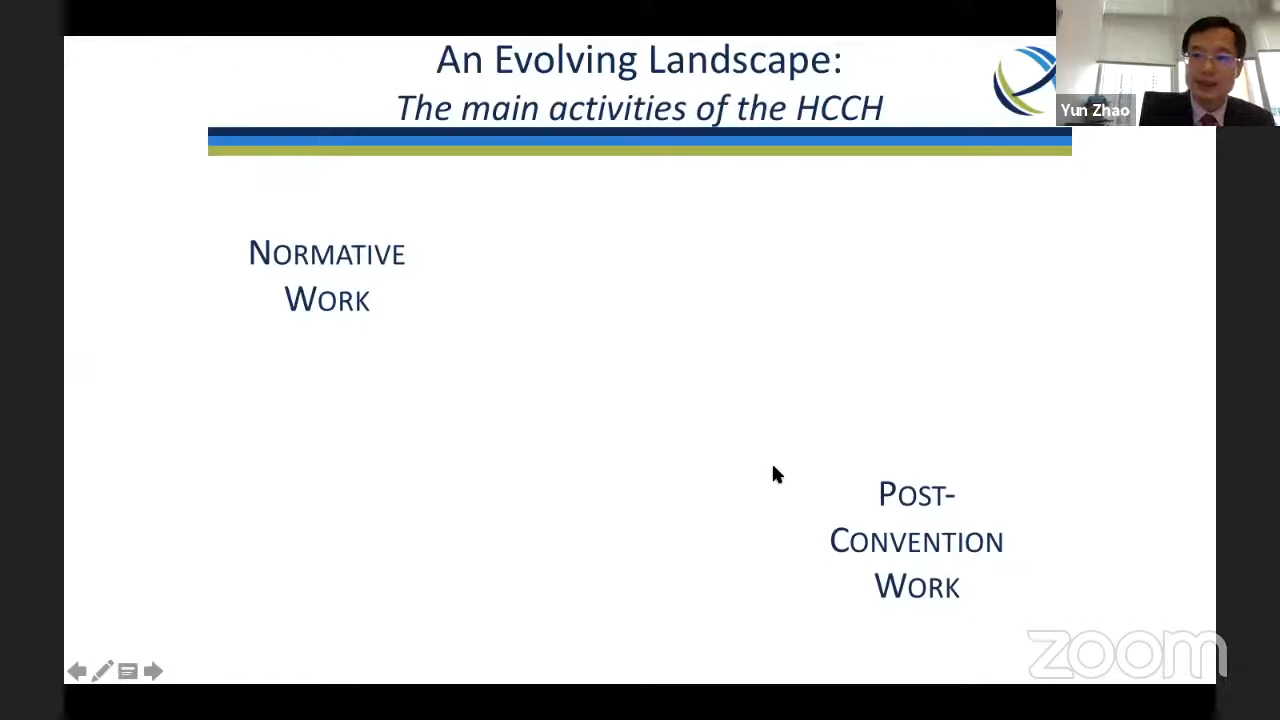 An Evolving Landscape:
The main activities of the HCCH
Yun Zhao
NORMATIVE
WORK
POST-
CONVENTION
WORK
zoom